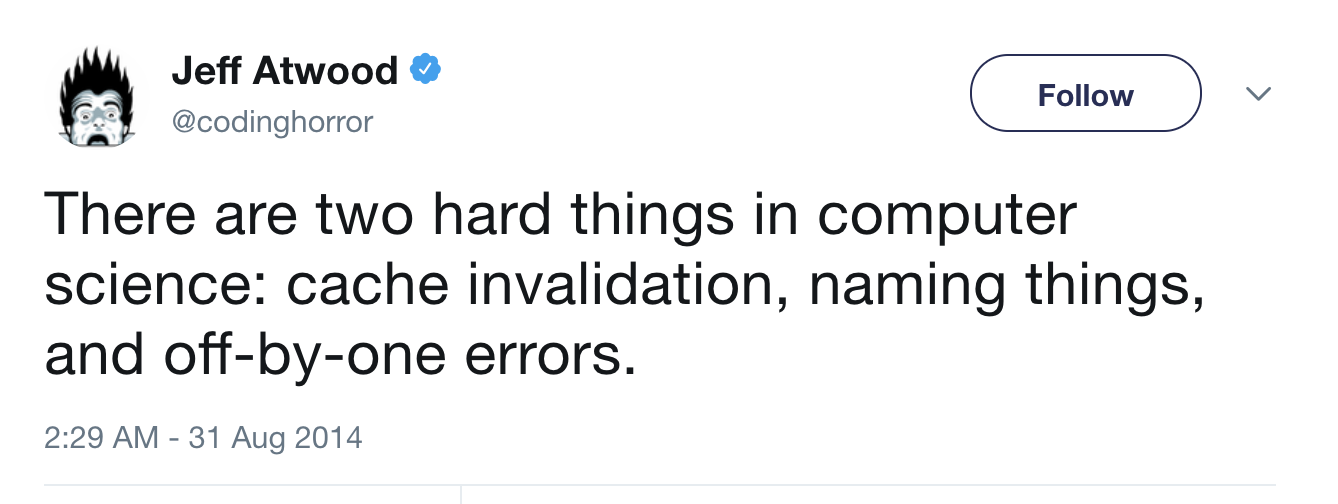 Jeff Atwood
@codinghorror
Follow
There are two hard things in computer
science: cache invalidation, naming things,
and off-by-one errors.
2:29 AM - 31 Aug 2014